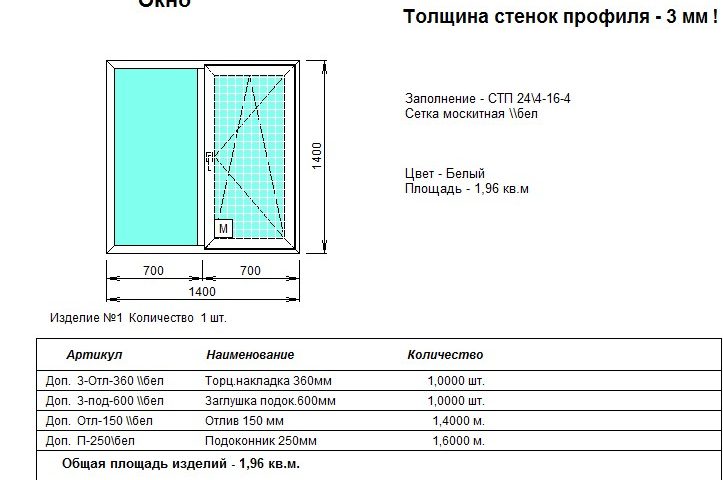 Окно
Толщина стенок профиля - 3 мм !
Заполнение - СТП 24\4-16-4
Сетка москитная \\бел
1400
Цвет - Белый
Площадь - 1,96 кв.м
М
700 700
1400
Изделие №1 Количество 1 шт.
Артикул Наименование Количество
Доп. З-Отл-360 \\бел Торц.накладка 360мм 1,0000 шт.
Доп. З-под-600 \\бел Заглушка подок.600мм 1,0000 шт.
Доп. Отл-150 \\бел Отлив 150 мм 1,4000 м.
Доп. П-250\бел Подоконник 250мм 1,6000 м.
Общая площадь изделий - 1,96 кв.м.